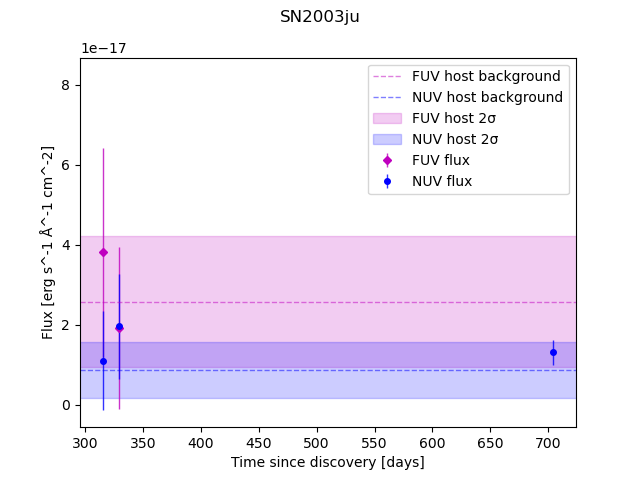 SN2003ju
1e−17
FUV host background
NUV host background
FUV host 2σ
NUV host 2σ
FUV flux
NUV flux
8
6
4
2
0
Flux [erg s^-1 Å^-1 cm^-2]
300 350 400 450 500 550 600 650 700
Time since discovery [days]